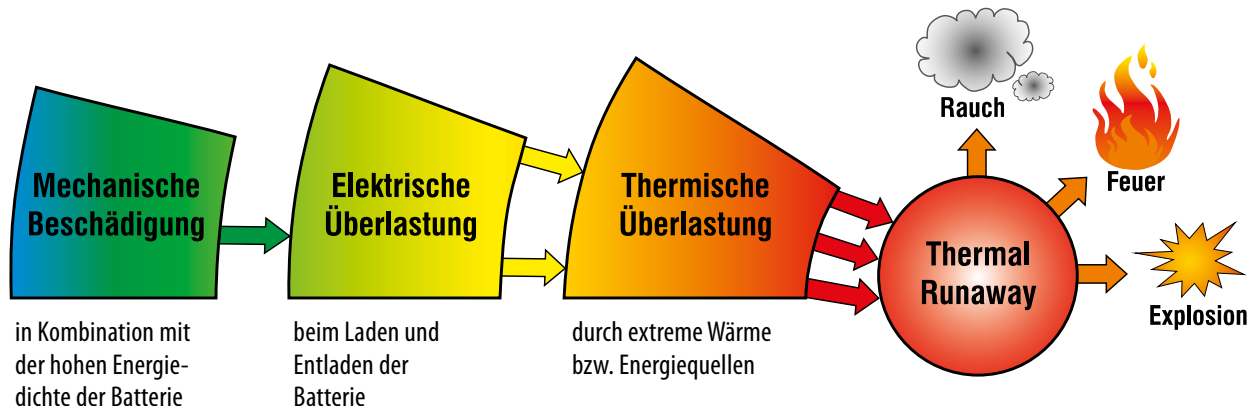 Mechanische
Beschädigung
in Kombination mit
der hohen Energie-
dichte der Batterie
Elektrische
Überlastung
beim Laden und
Entladen der
Batterie
Thermische
Überlastung
durch extreme Wärme
bzw. Energiequellen
Thermal
Runaway
Rauch
Feuer
Explosion